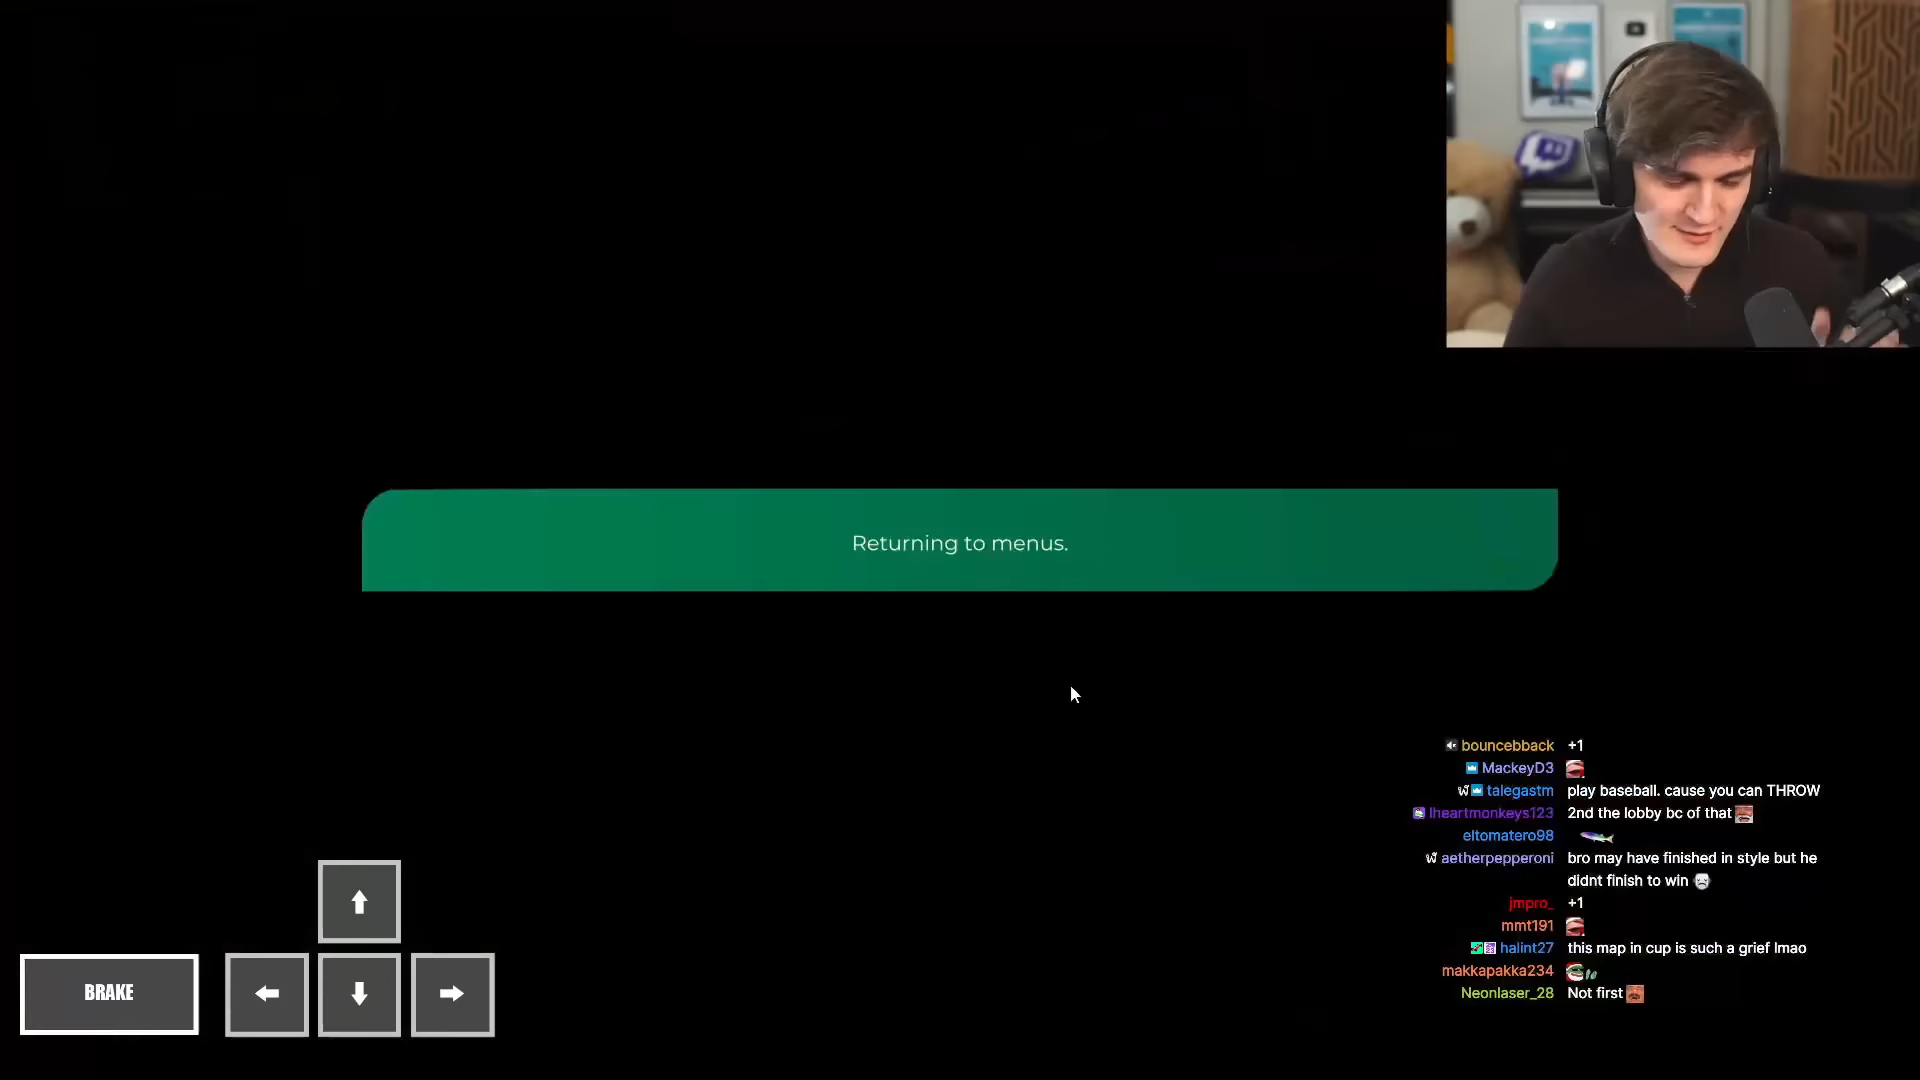 Returning to menus.
bouncebback +1
MackeyD3
talegastm play baseball. cause you can THROW
Iheartmonkeys123 2nd the lobby bc of that
eltomatero98
aetherpepperoni bro may have finished in style but he
didnt finish to win
jmpro_ +1
mmt191
halint27 this map in cup is such a grief lmao
makkapakka234
Neonlaser_28 Not first
BRAKE